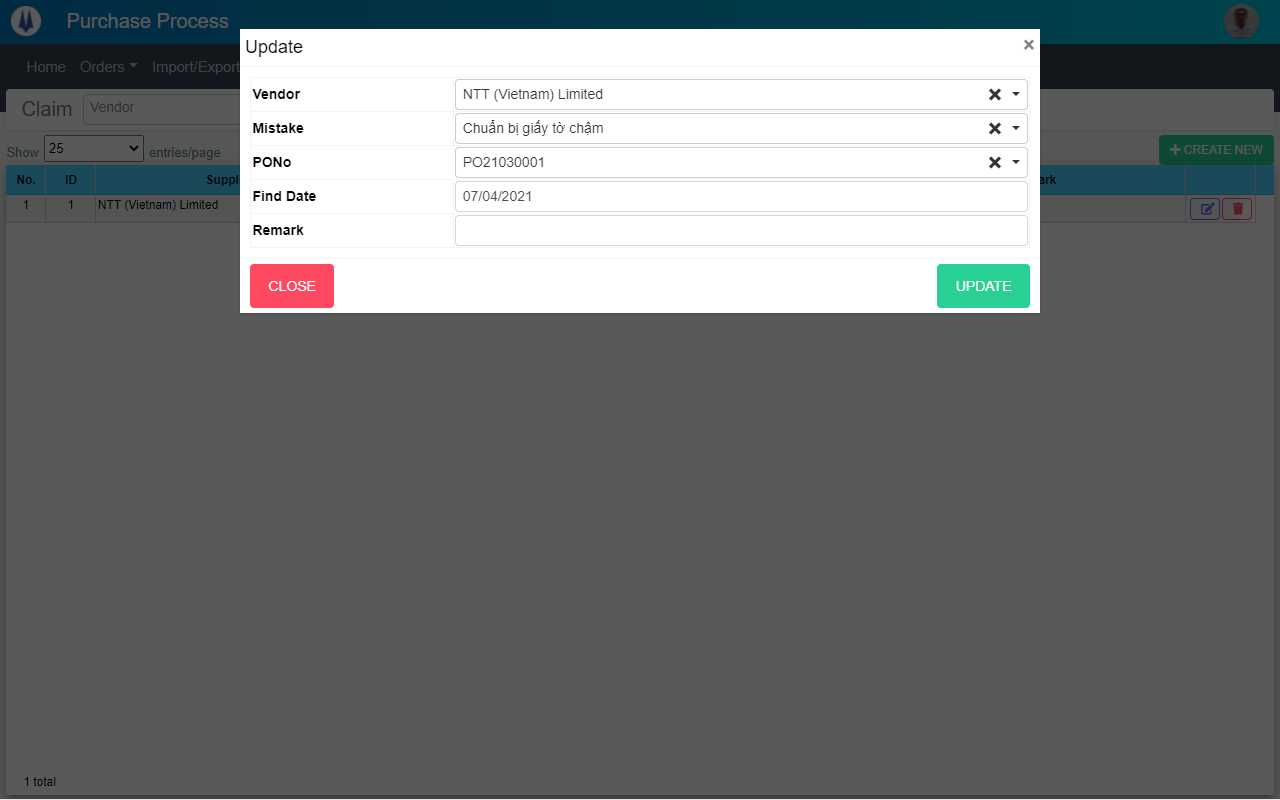 Purchase Process
Update
×
Home Orders Import/Export
Claim Vendor
Vendor NTT (Vietnam) Limited
Mistake Chuẩn bị giấy tờ chậm
PONo PO21030001
Find Date 07/04/2021
Remark
Show 25 entries/page
CREATE NEW
No. ID Suppli ark
1 1 NTT (Vietnam) Limited
CLOSE UPDATE
1 total